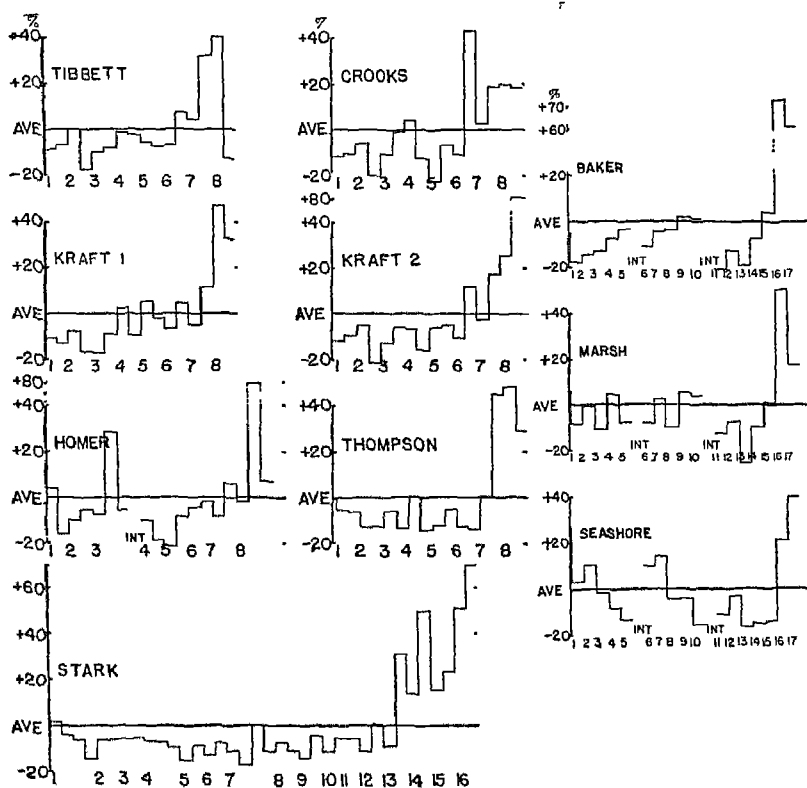 %
+40
TIBBETT
+20
AVE
-20
1 2 3 4 5 6 7 8
+40
CROOKS
+20
AVE
-20
1 2 3 4 5 6 7 8
%
+70
+60
+20
BAKER
AVE
-20
1 2 3 4 5 INT 6 7 8 9 10 INT 11 12 13 14 15 16 17
+40
KRAFT 1
+20
AVE
-20
1 2 3 4 5 6 7 8
+80
+40
KRAFT 2
+20
AVE
-20
1 2 3 4 5 6 7 8
+40
MARSH
+20
AVE
-20
1 2 3 4 5 INT 6 7 8 9 10 INT 11 12 13 14 15 16 17
+80
+40
HOMER
+20
AVE
-20
1 2 3 INT 4 5 6 7 8
+40
THOMPSON
+20
AVE
-20
1 2 3 4 5 6 7 8
+40
SEASHORE
+20
AVE
-20
1 2 3 4 5 INT 6 7 8 9 10 INT 11 12 13 14 15 16 17
+60
+40
STARK
+20
AVE
-20
1 2 3 4 5 6 7 8 9 10 11 12 13 14 15 16